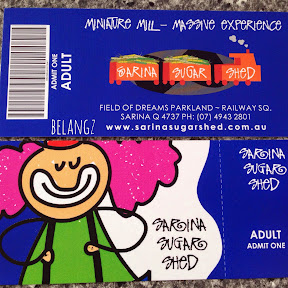 MINIATURE MILL - MASSIVE EXPERIENCE
ADMIT ONE
ADULT
SARINA SUGAR SHED
FIELD OF DREAMS PARKLAND ~ RAILWAY SQ.
SARINA Q 4737 PH: (07) 4943 2801
www.sarinasugarshed.com.au
BELANGZ
SARINA
SUGAR
SHED
SARINA
SUGAR
SHED
ADULT
ADMIT ONE